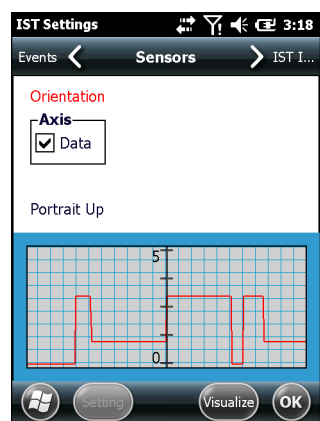 IST Settings 3:18
Events Sensors IST I...
Orientation
Axis
Data
Portrait Up
5
0
Setting Visualize OK